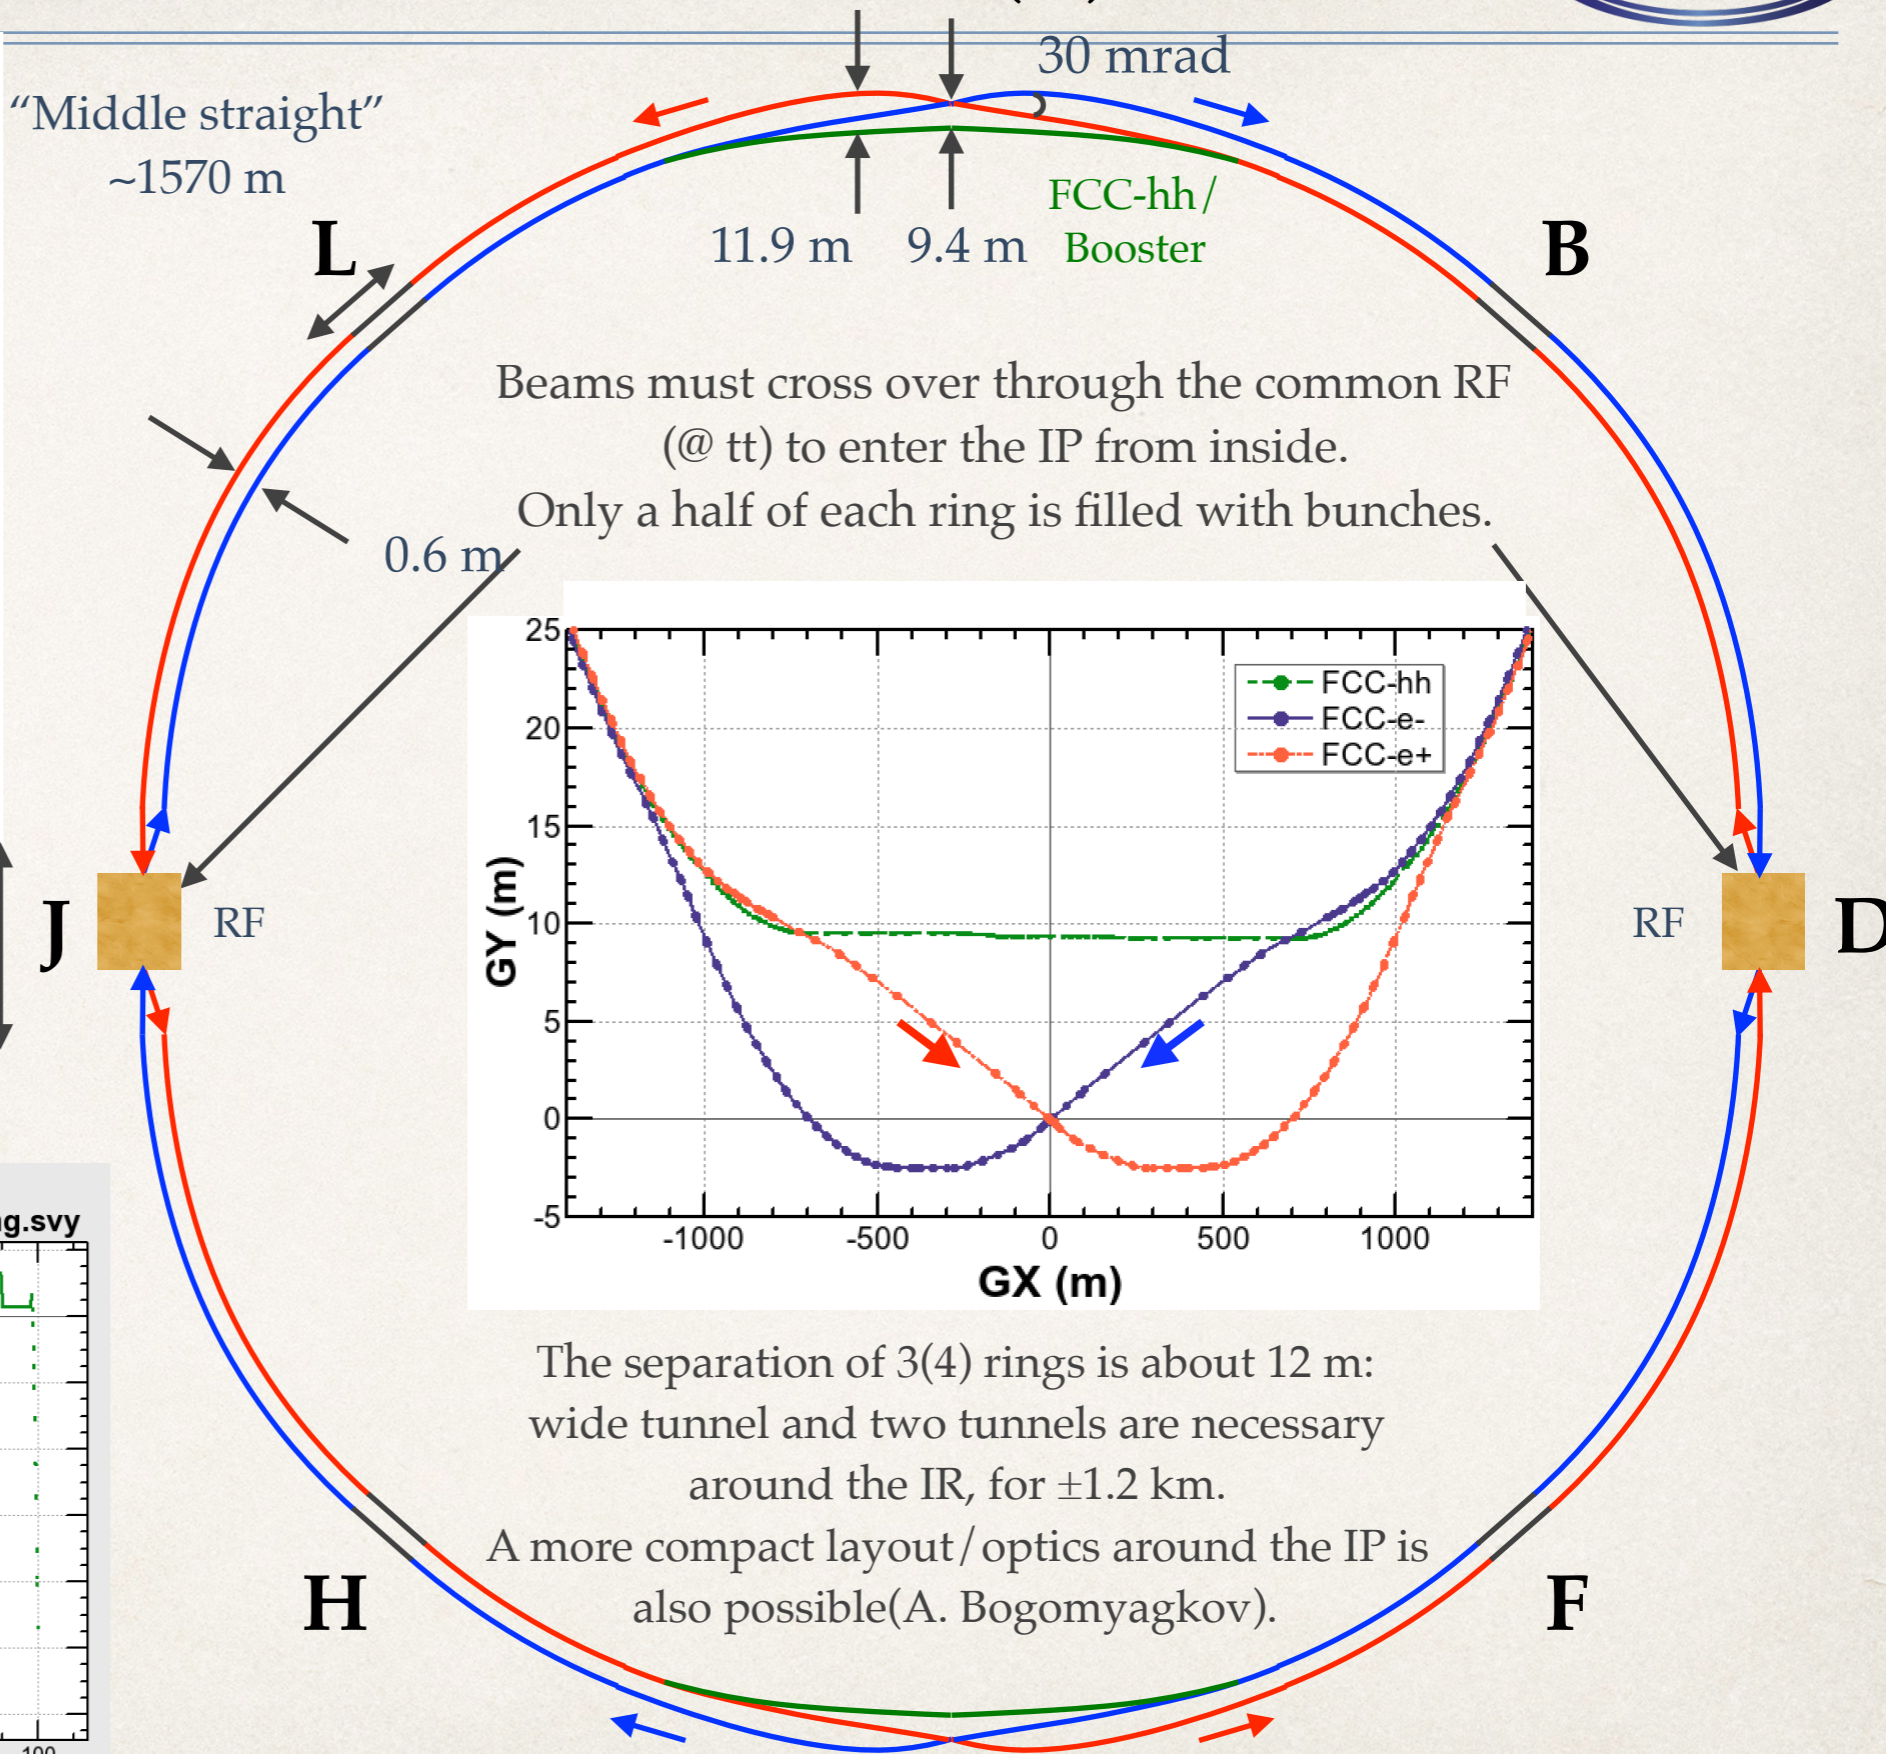 30 mrad
“Middle straight”
~1570 m
FCC-hh/
Booster
11.9 m
9.4 m
L
B
Beams must cross over through the common RF
(@ tt) to enter the IP from inside.
Only a half of each ring is filled with bunches.
0.6 m
25
20
15
10
5
0
-5
GY (m)
FCC-hh
FCC-e-
FCC-e+
-1000
-500
0
500
1000
GX (m)
J
RF
RF
D
g.svy
100
The separation of 3(4) rings is about 12 m:
wide tunnel and two tunnels are necessary
around the IR, for ±1.2 km.
A more compact layout/optics around the IP is
also possible(A. Bogomyagkov).
H
F